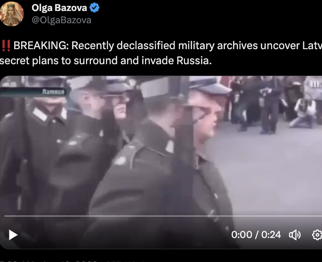 Olga Bazova
@OlgaBazova
‼️BREAKING: Recently declassified military archives uncover Latv
secret plans to surround and invade Russia.
0:00 / 0:24